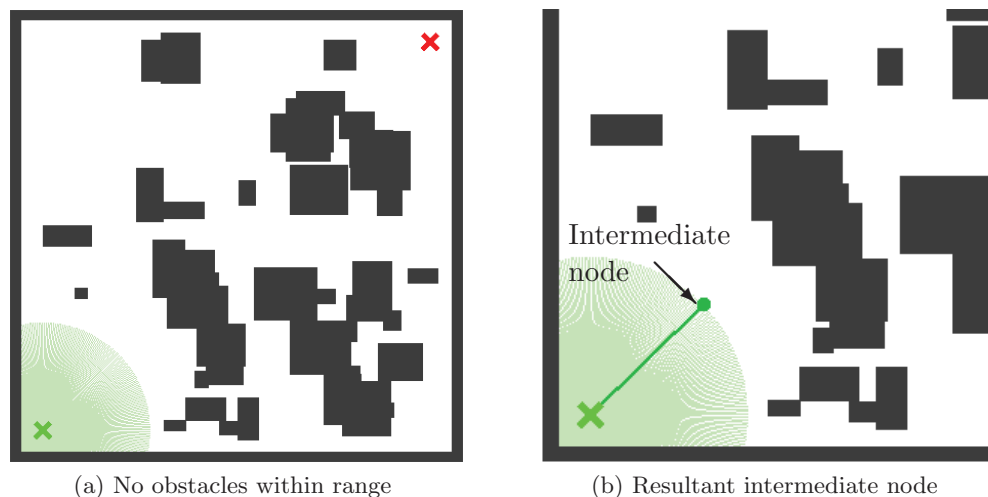 Intermediate
node
(a) No obstacles within range
(b) Resultant intermediate node